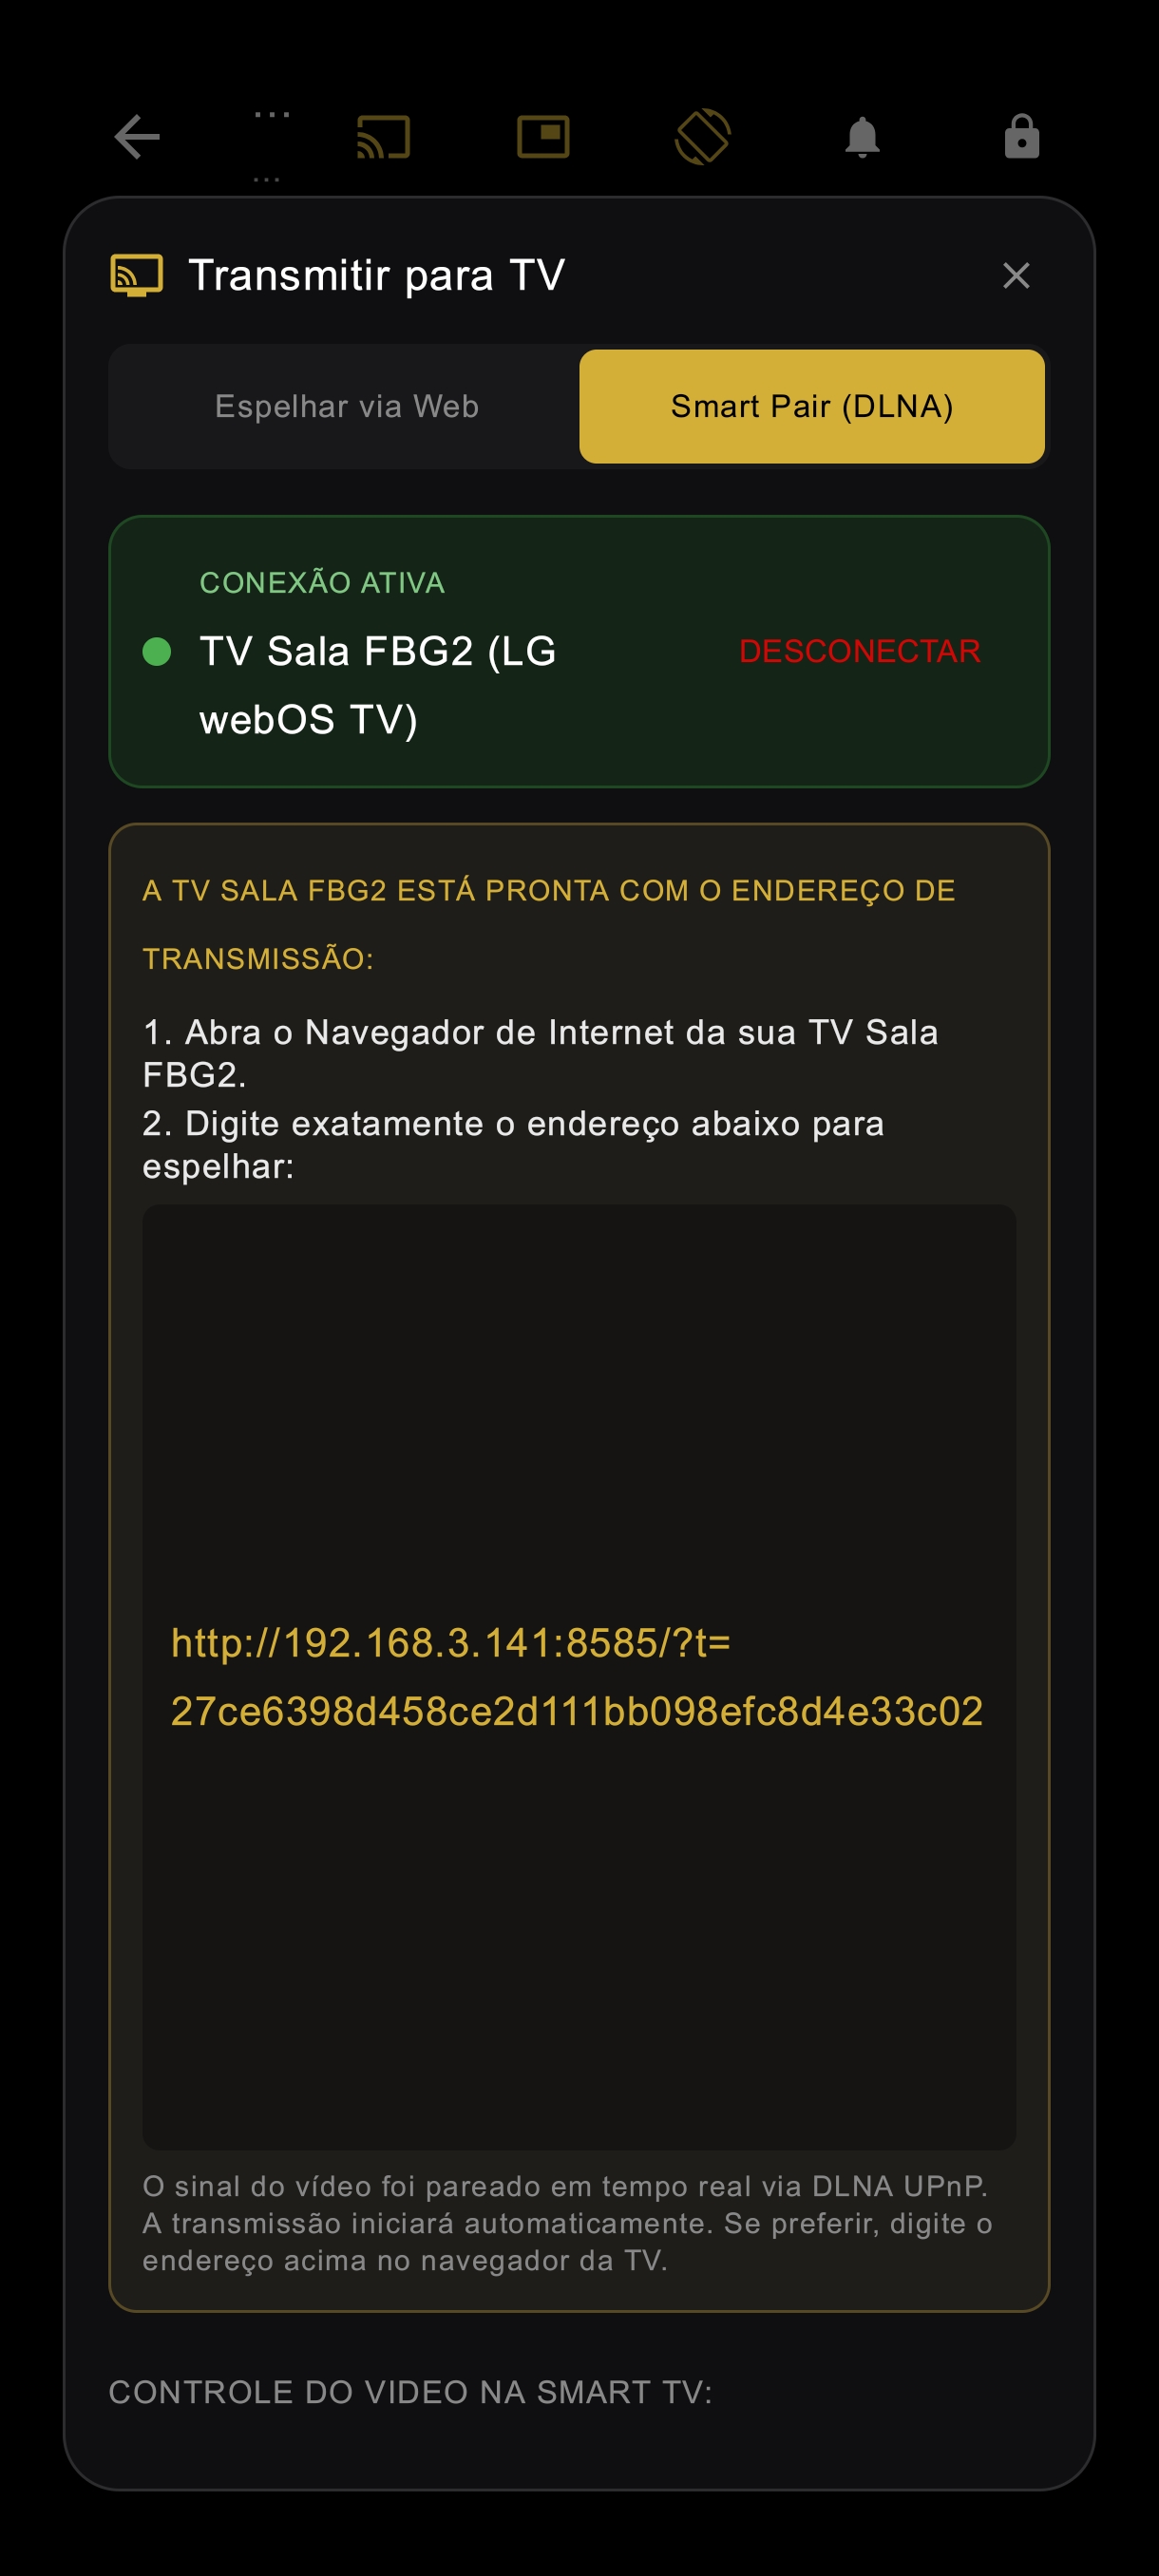 Transmitir para TV
Espelhar via Web
Smart Pair (DLNA)
CONEXÃO ATIVA
TV Sala FBG2 (LG
webOS TV)
DESCONECTAR
A TV SALA FBG2 ESTÁ PRONTA COM O ENDEREÇO DE
TRANSMISSÃO:
1. Abra o Navegador de Internet da sua TV Sala
FBG2.
2. Digite exatamente o endereço abaixo para
espelhar:
http://192.168.3.141:8585/?t=
27ce6398d458ce2d111bb098efc8d4e33c02
O sinal do vídeo foi pareado em tempo real via DLNA UPnP.
A transmissão iniciará automaticamente. Se preferir, digite o
endereço acima no navegador da TV.
CONTROLE DO VIDEO NA SMART TV: